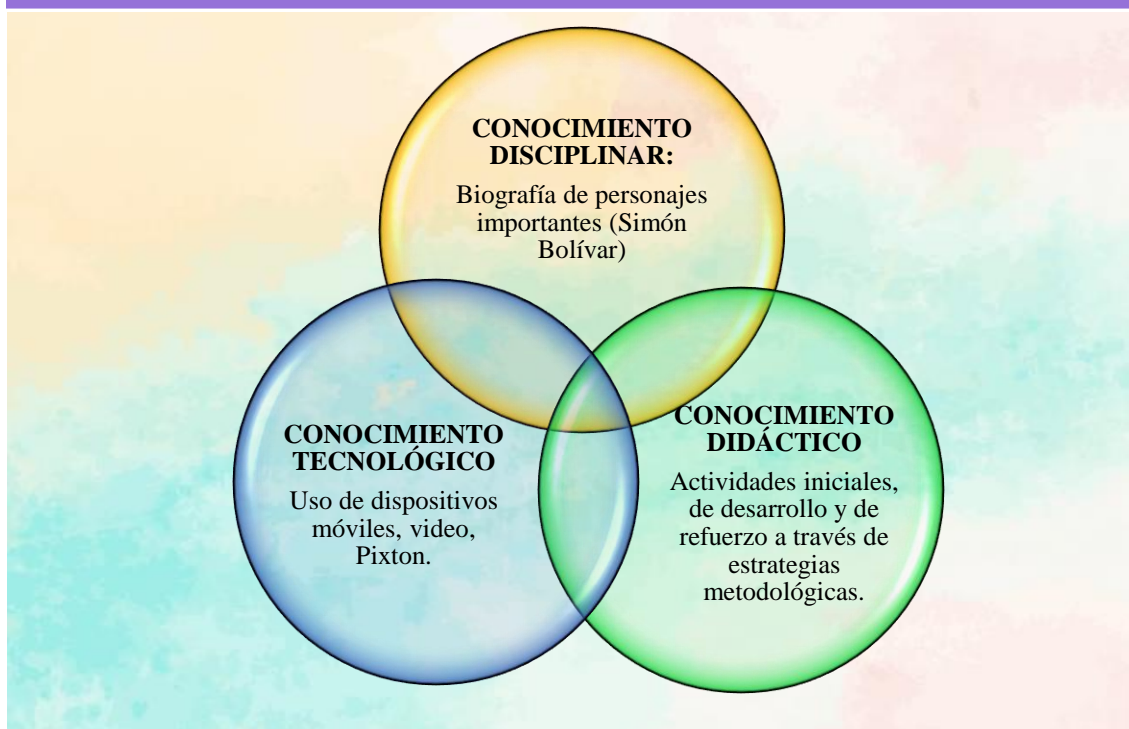 CONOCIMIENTO
DISCIPLINAR:
Biografía de personajes
importantes (Simón
Bolívar)
CONOCIMIENTO
TECNOLÓGICO
Uso de dispositivos
móviles, video,
Pixton.
CONOCIMIENTO
DIDÁCTICO
Actividades iniciales,
de desarrollo y de
refuerzo a través de
estrategias
metodológicas.